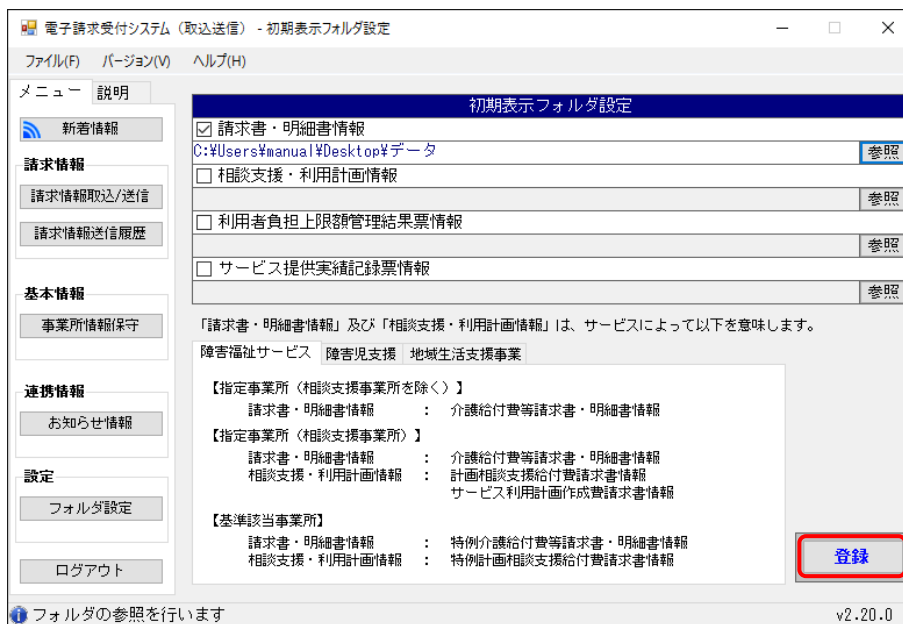 電子請求受付システム（取込送信） - 初期表示フォルダ設定
ファイル(F) バージョン(V) ヘルプ(H)
メニュー 説明
新着情報
請求情報
請求情報取込/送信
請求情報送信履歴
基本情報
事業所情報保守
連携情報
お知らせ情報
設定
フォルダ設定
ログアウト
初期表示フォルダ設定
請求書・明細書情報
C:¥Users¥manual¥Desktop¥データ 参照
相談支援・利用計画情報
参照
利用者負担上限額管理結果票情報
参照
サービス提供実績記録票情報
参照
「請求書・明細書情報」及び「相談支援・利用計画情報」は、サービスによって以下を意味します。
障害福祉サービス 障害児支援 地域生活支援事業
【指定事業所（相談支援事業所を除く）】
請求書・明細書情報 ： 介護給付費等請求書・明細書情報
【指定事業所（相談支援事業所）】
請求書・明細書情報 ： 介護給付費等請求書・明細書情報
相談支援・利用計画情報 ： 計画相談支援給付費請求書情報
サービス利用計画作成費請求書情報
【基準該当事業所】
請求書・明細書情報 ： 特例介護給付費等請求書・明細書情報
相談支援・利用計画情報 ： 特例計画相談支援給付費請求書情報
登録
フォルダの参照を行います v2.20.0